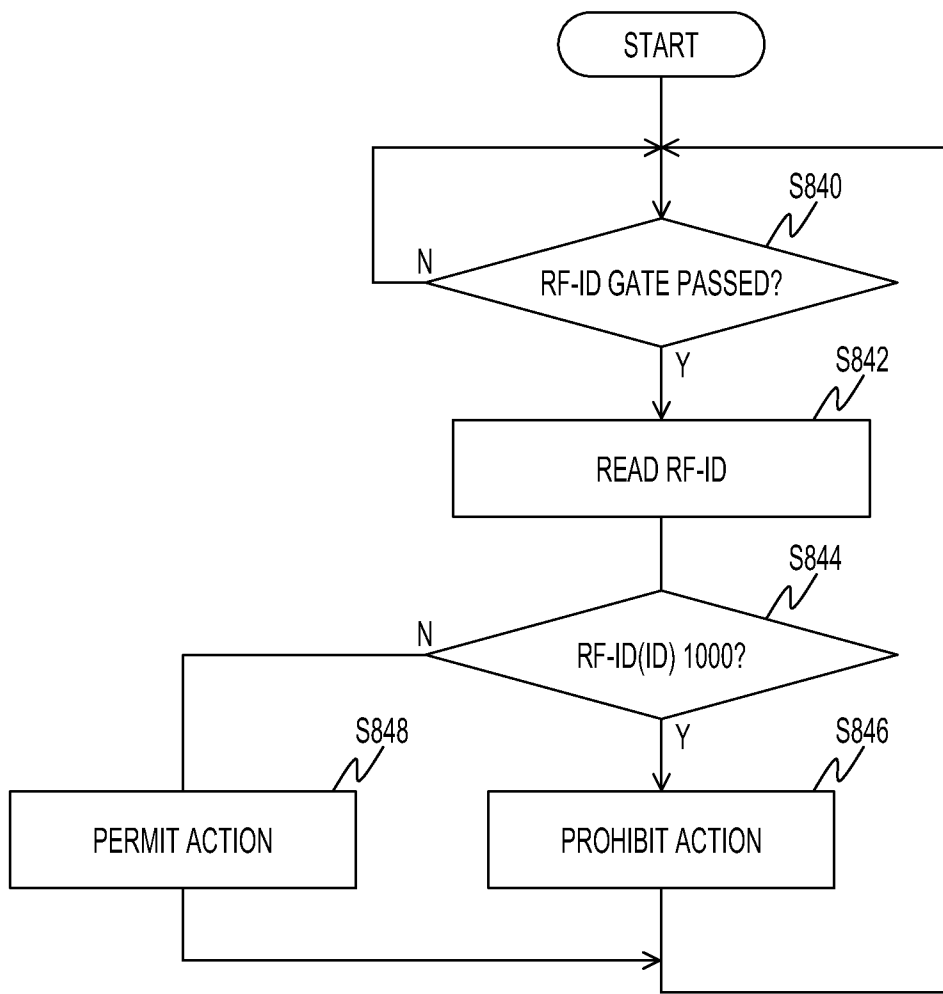 START
S840
N
RF-ID GATE PASSED?
Y
S842
READ RF-ID
S844
N
RF-ID(ID) 1000?
Y
S848
S846
PERMIT ACTION
PROHIBIT ACTION